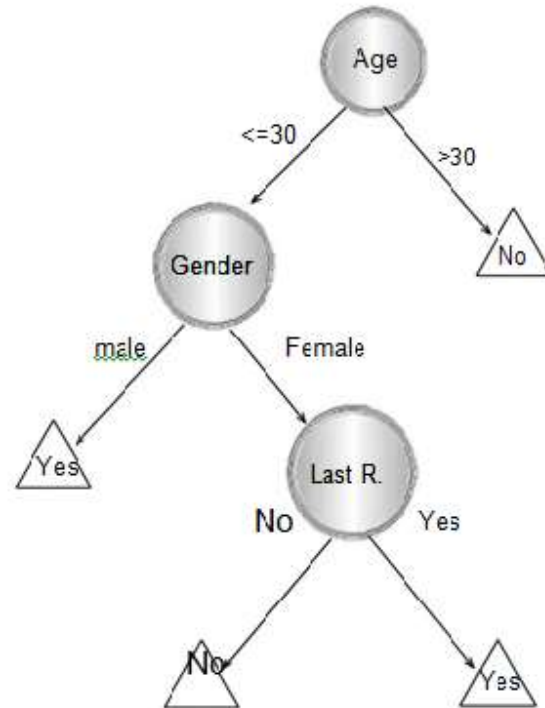 Age
<=30
>30
No
Gender
male
Female
Yes
Last R.
No
Yes
No
Yes